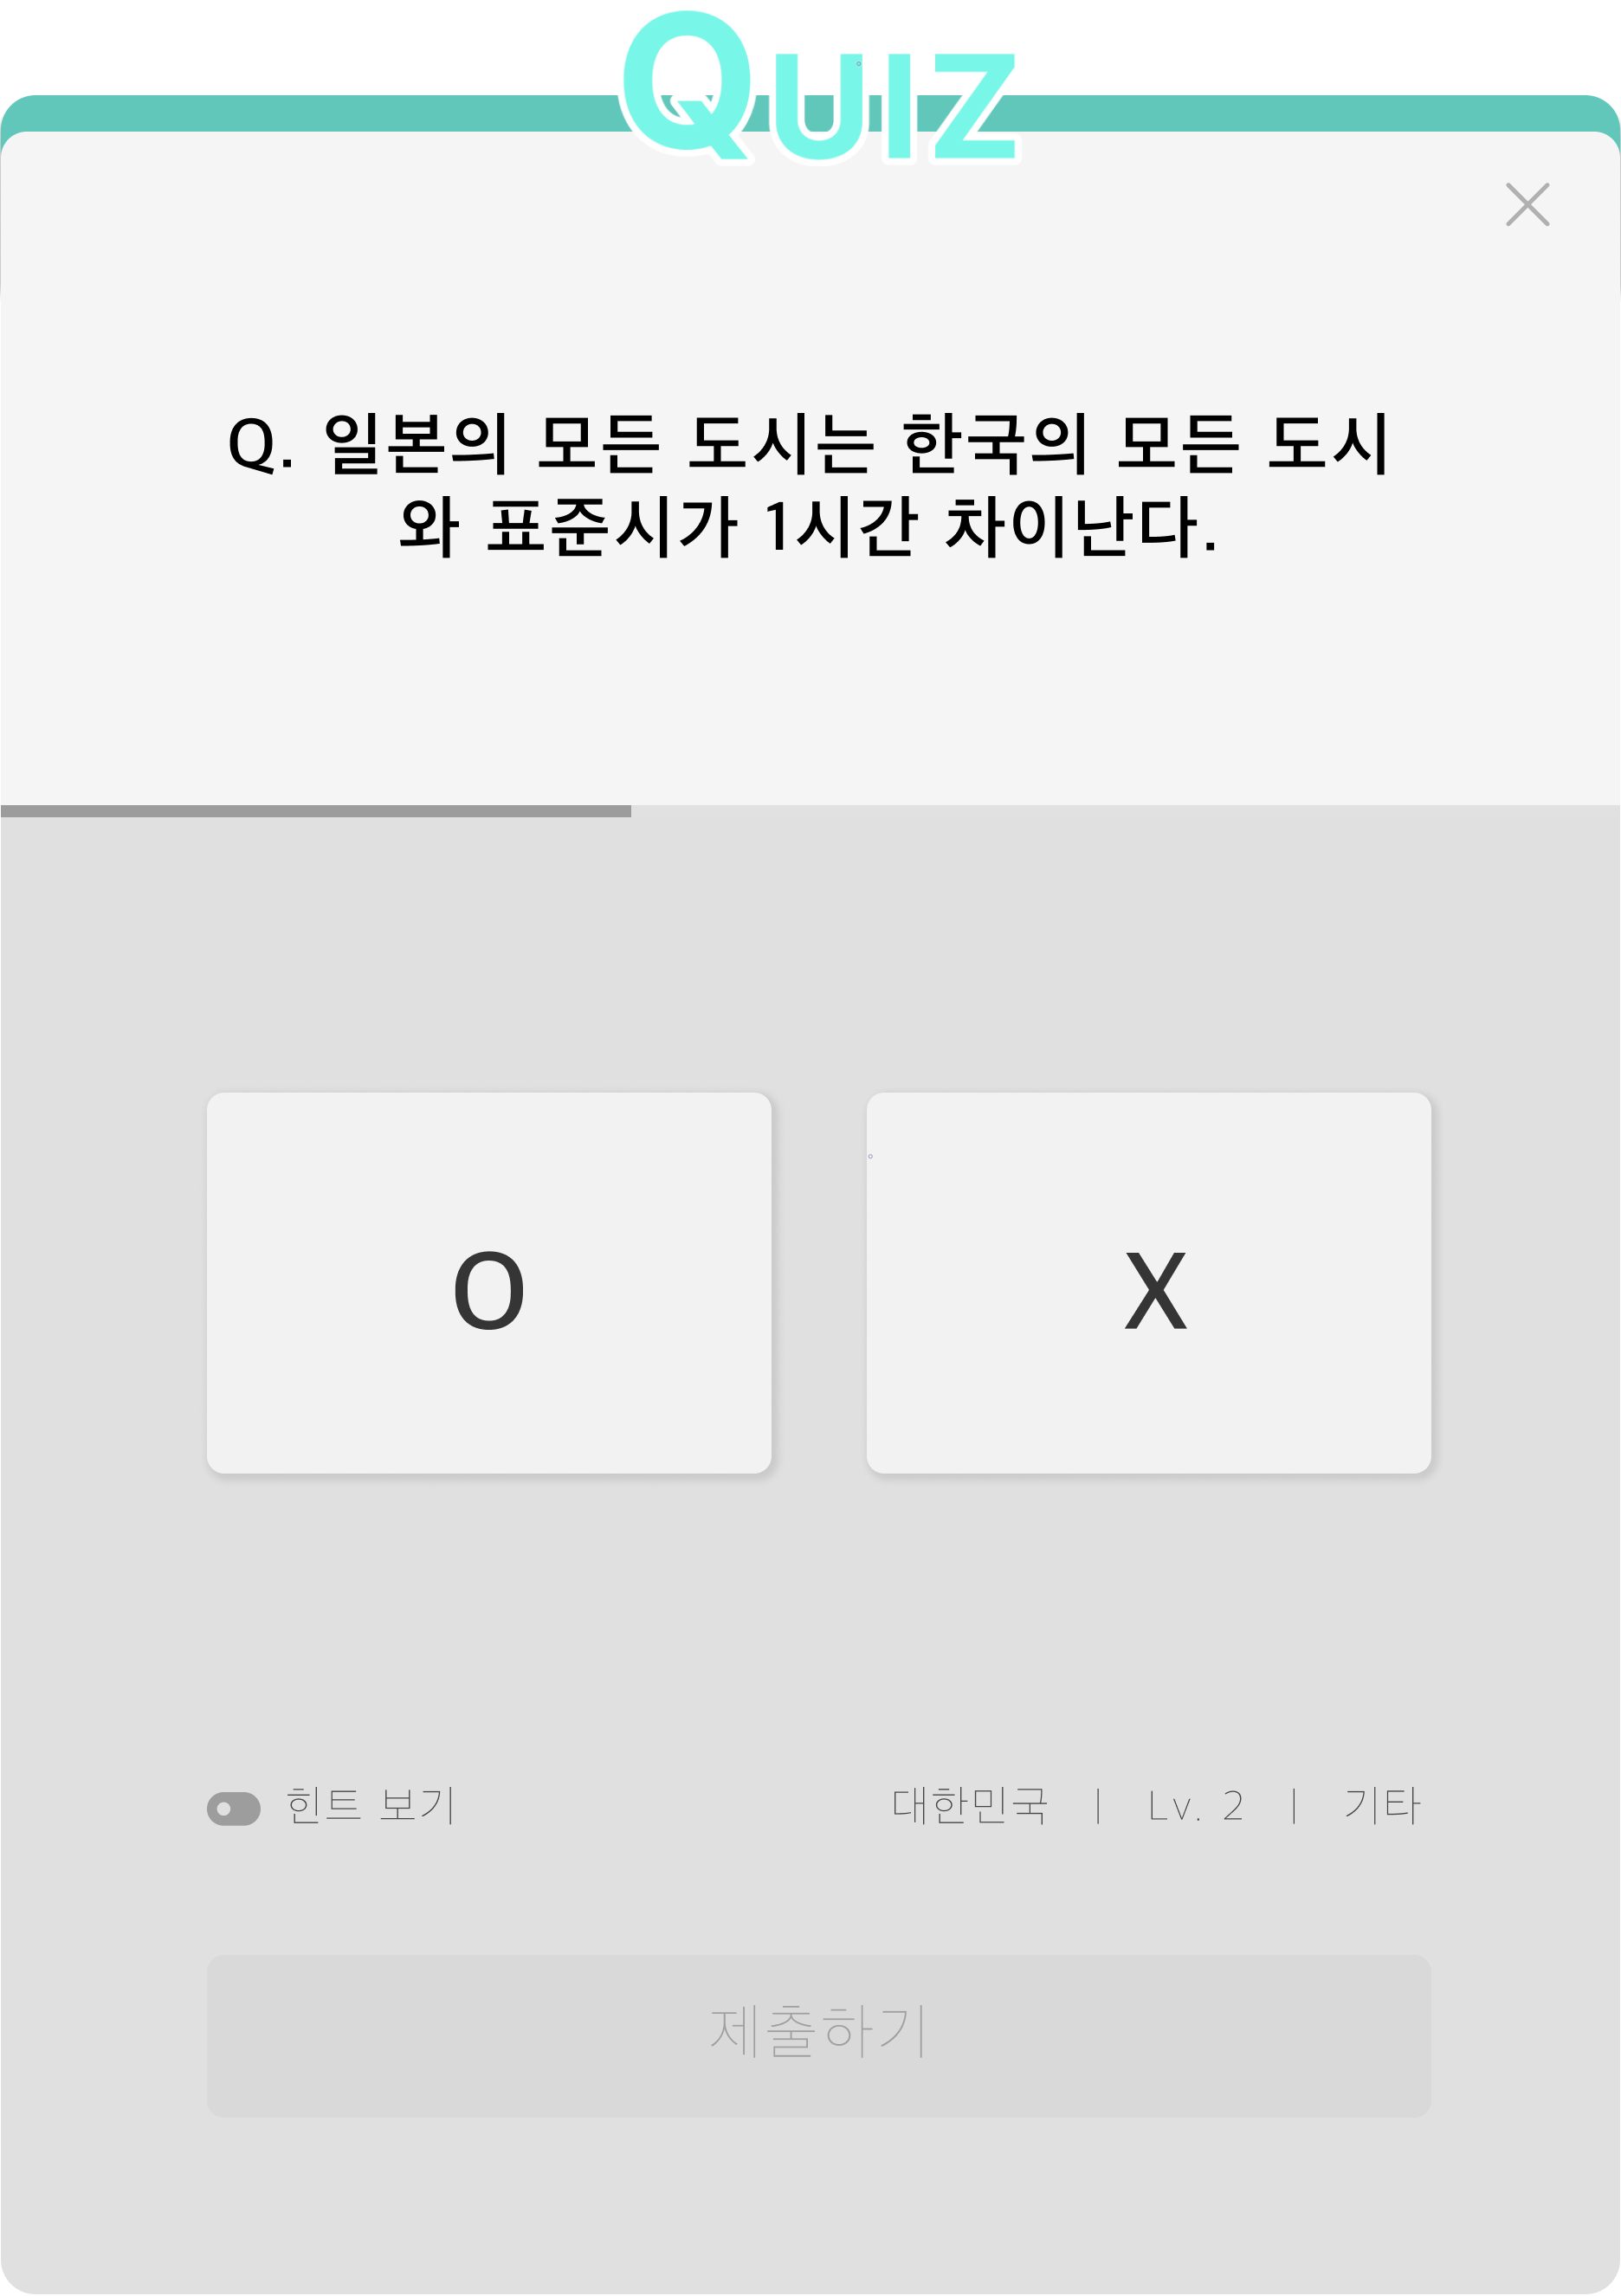 QUIZ
Q. 일본의 모든 도시는 한국의 모든 도시
와 표준시가 1시간 차이난다.
O X
힌트 보기 대한민국 | Lv. 2 | 기타
제출하기